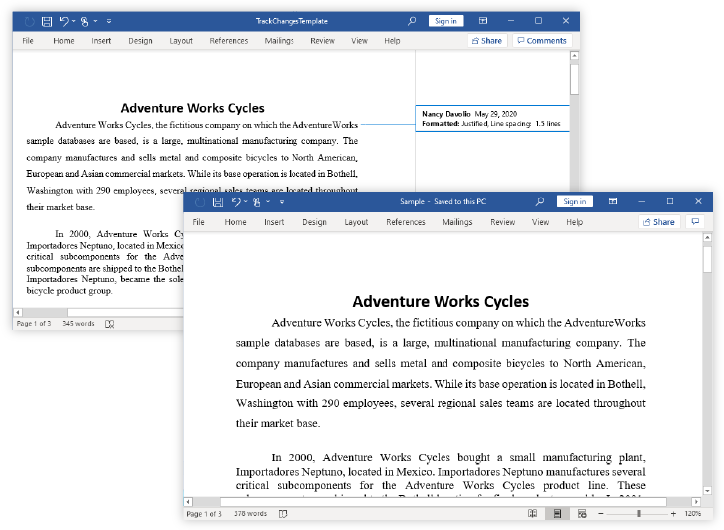 TrackChangesTemplate
Sign in
File Home Insert Design Layout References Mailings Review View Help Share Comments
Adventure Works Cycles
Adventure Works Cycles, the fictitious company on which the AdventureWorks
sample databases are based, is a large, multinational manufacturing company. The
company manufactures and sells metal and composite bicycles to North American,
European and Asian commercial markets. While its base operation is located in Bothell,
Washington with 290 employees, several regional sales teams are located throughout
their market base.
Nancy Davolio May 29, 2020
Formatted: Justified, Line spacing: 1.5 lines
In 2000, Adventure Works
Importadores Neptuno, located in Mexico
critical subcomponents for the
subcomponents are shipped to the
Importadores Neptuno, became the sole
bicycle product group.
Page 1 of 3 345 words
Sample - Saved to this PC
Sign in
File Home Insert Design Layout References Mailings Review View Help Share
Adventure Works Cycles
Adventure Works Cycles, the fictitious company on which the AdventureWorks
sample databases are based, is a large, multinational manufacturing company. The
company manufactures and sells metal and composite bicycles to North American,
European and Asian commercial markets. While its base operation is located in Bothell,
Washington with 290 employees, several regional sales teams are located throughout
their market base.
In 2000, Adventure Works Cycles bought a small manufacturing plant,
Importadores Neptuno, located in Mexico. Importadores Neptuno manufactures several
critical subcomponents for the Adventure Works Cycles product line. These
Page 1 of 3 578 words 120%